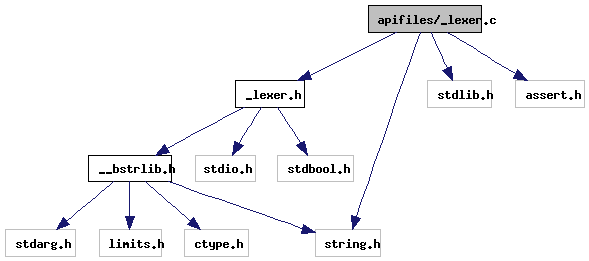 apifiles/_lexer.c
_lexer.h
stdlib.h
assert.h
__bstrlib.h
stdio.h
stdbool.h
stdarg.h
limits.h
ctype.h
string.h